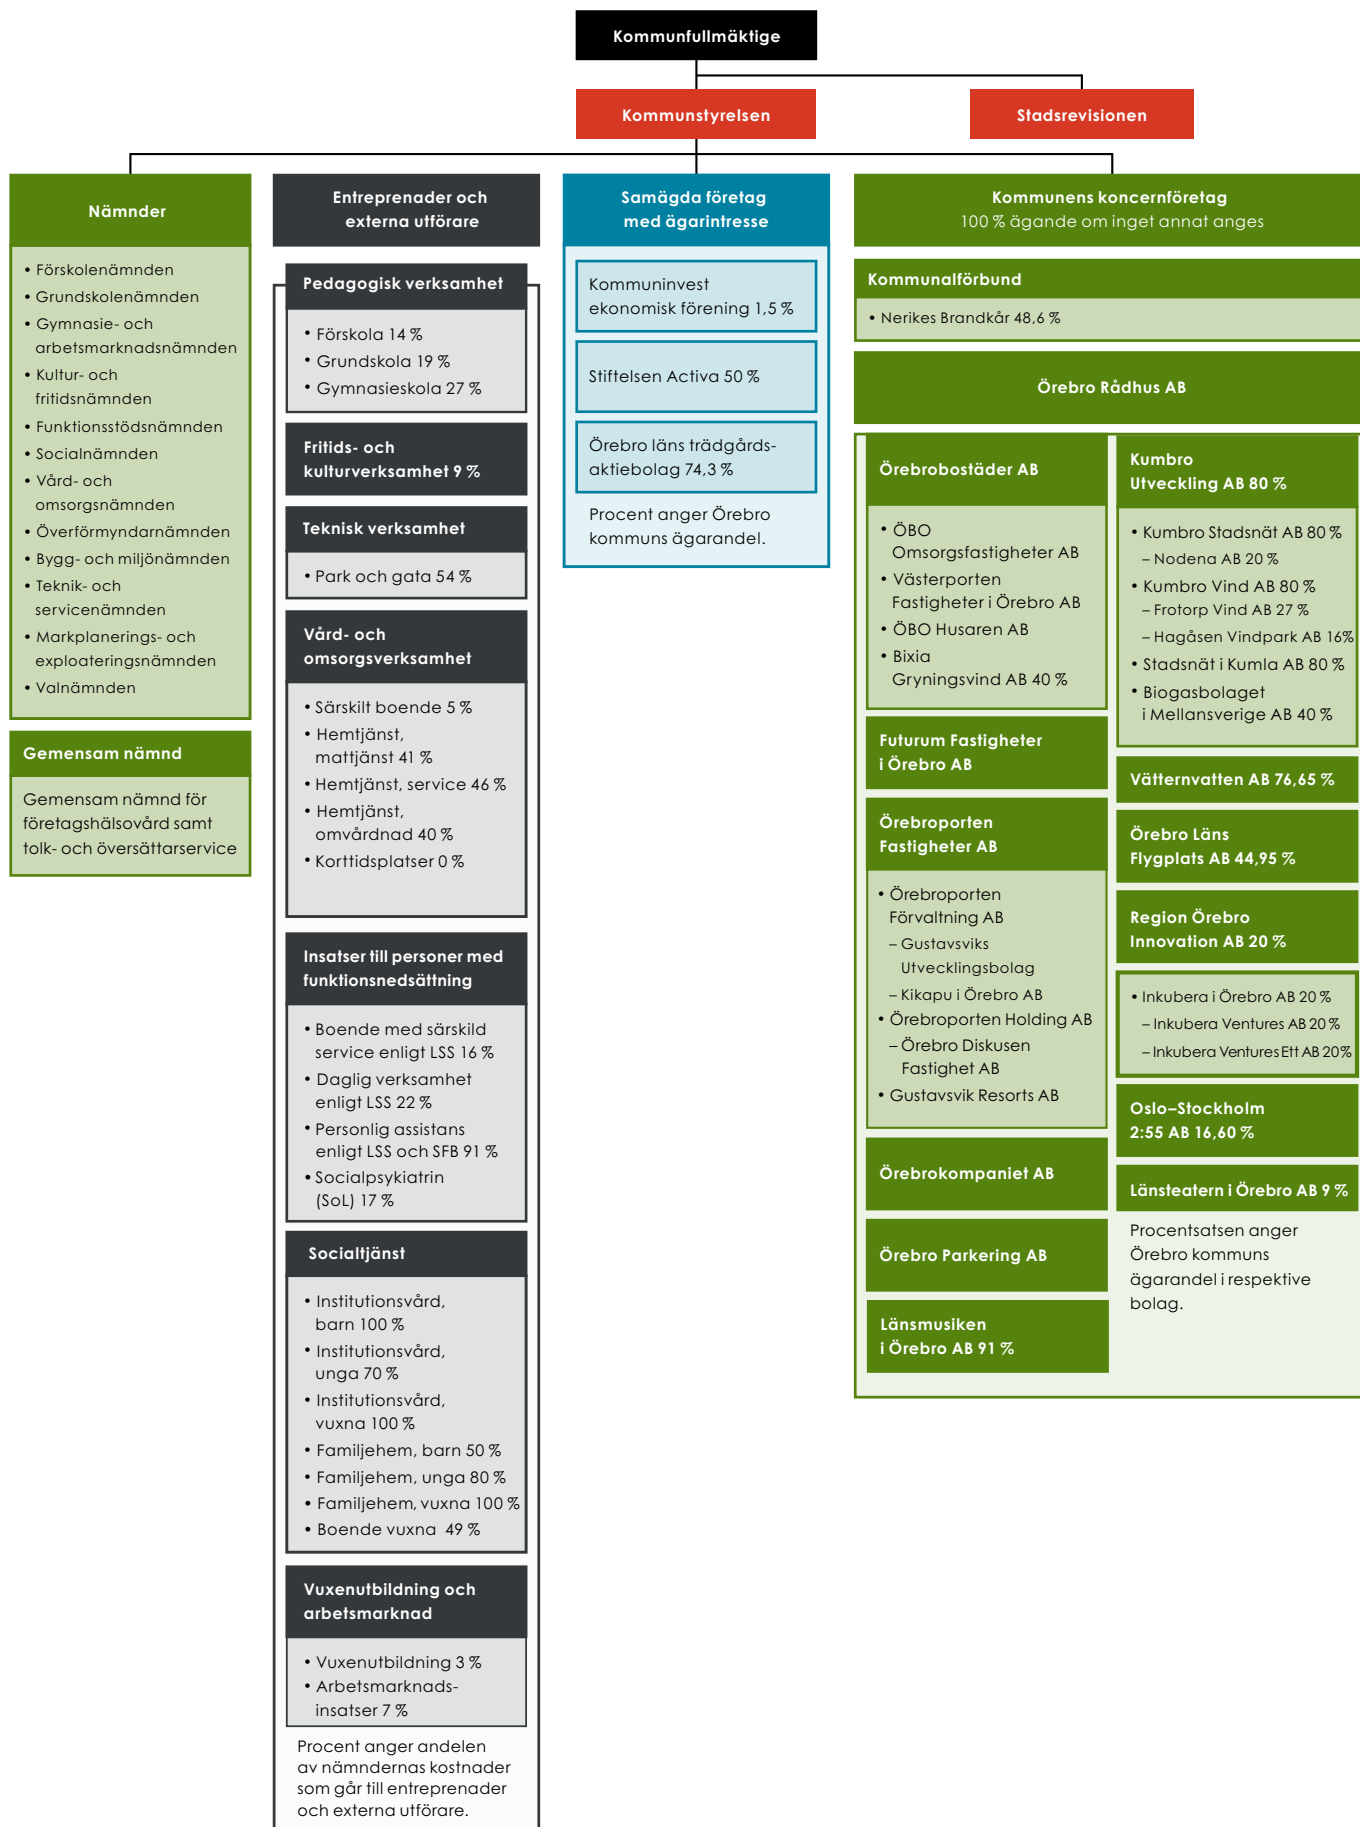 Kommunfullmäktige
Kommunstyrelsen
Stadsrevisionen
Nämnder
• Förskolenämnden
• Grundskolenämnden
• Gymnasie- och
arbetsmarknadsnämnden
• Kultur- och
fritidsnämnden
• Funktionsstödsnämnden
• Socialnämnden
• Vård- och
omsorgsnämnden
• Överförmyndarnämnden
• Bygg- och miljönämnden
• Teknik- och
servicenämnden
• Markplanerings- och
exploateringsnämnden
• Valnämnden
Gemensam nämnd
Gemensam nämnd för
företagshälsovård samt
tolk- och översättarservice
Entreprenader och
externa utförare
Pedagogisk verksamhet
• Förskola 14 %
• Grundskola 19 %
• Gymnasieskola 27 %
Fritids- och
kulturverksamhet 9 %
Teknisk verksamhet
• Park och gata 54 %
Vård- och
omsorgsverksamhet
• Särskilt boende 5 %
• Hemtjänst,
mattjänst 41 %
• Hemtjänst, service 46 %
• Hemtjänst,
omvårdnad 40 %
• Korttidsplatser 0 %
Insatser till personer med
funktionsnedsättning
• Boende med särskild
service enligt LSS 16 %
• Daglig verksamhet
enligt LSS 22 %
• Personlig assistans
enligt LSS och SFB 91 %
• Socialpsykiatrin
(SoL) 17 %
Socialtjänst
• Institutionsvård,
barn 100 %
• Institutionsvård,
unga 70 %
• Institutionsvård,
vuxna 100 %
• Familjehem, barn 50 %
• Familjehem, unga 80 %
• Familjehem, vuxna 100 %
• Boende vuxna 49 %
Vuxenutbildning och
arbetsmarknad
• Vuxenutbildning 3 %
• Arbetsmarknads-
insatser 7 %
Procent anger andelen
av nämndernas kostnader
som går till entreprenader
och externa utförare.
Samägda företag
med ägarintresse
Kommuninvest
ekonomisk förening 1,5 %
Stiftelsen Activa 50 %
Örebro läns trädgårds-
aktiebolag 74,3 %
Procent anger Örebro
kommuns ägarandel.
Kommunens koncernföretag
100 % ägande om inget annat anges
Kommunalförbund
• Nerikes Brandkår 48,6 %
Örebro Rådhus AB
Örebrobostäder AB
• ÖBO
Omsorgsfastigheter AB
• Västerporten
Fastigheter i Örebro AB
• ÖBO Husaren AB
• Bixia
Gryningsvind AB 40 %
Futurum Fastigheter
i Örebro AB
Örebroporten
Fastigheter AB
• Örebroporten
Förvaltning AB
– Gustavsviks
Utvecklingsbolag
– Kikapu i Örebro AB
• Örebroporten Holding AB
– Örebro Diskusen
Fastighet AB
• Gustavsvik Resorts AB
Örebrokompaniet AB
Örebro Parkering AB
Länsmusiken
i Örebro AB 91 %
Kumbro
Utveckling AB 80 %
• Kumbro Stadsnät AB 80 %
– Nodena AB 20 %
• Kumbro Vind AB 80 %
– Frotorp Vind AB 27 %
– Hagåsen Vindpark AB 16%
• Stadsnät i Kumla AB 80 %
• Biogasbolaget
i Mellansverige AB 40 %
Vätternvatten AB 76,65 %
Örebro Läns
Flygplats AB 44,95 %
Region Örebro
Innovation AB 20 %
• Inkubera i Örebro AB 20 %
– Inkubera Ventures AB 20 %
– Inkubera Ventures Ett AB 20%
Oslo–Stockholm
2:55 AB 16,60 %
Länsteatern i Örebro AB 9 %
Procentsatsen anger
Örebro kommuns
ägarandel i respektive
bolag.